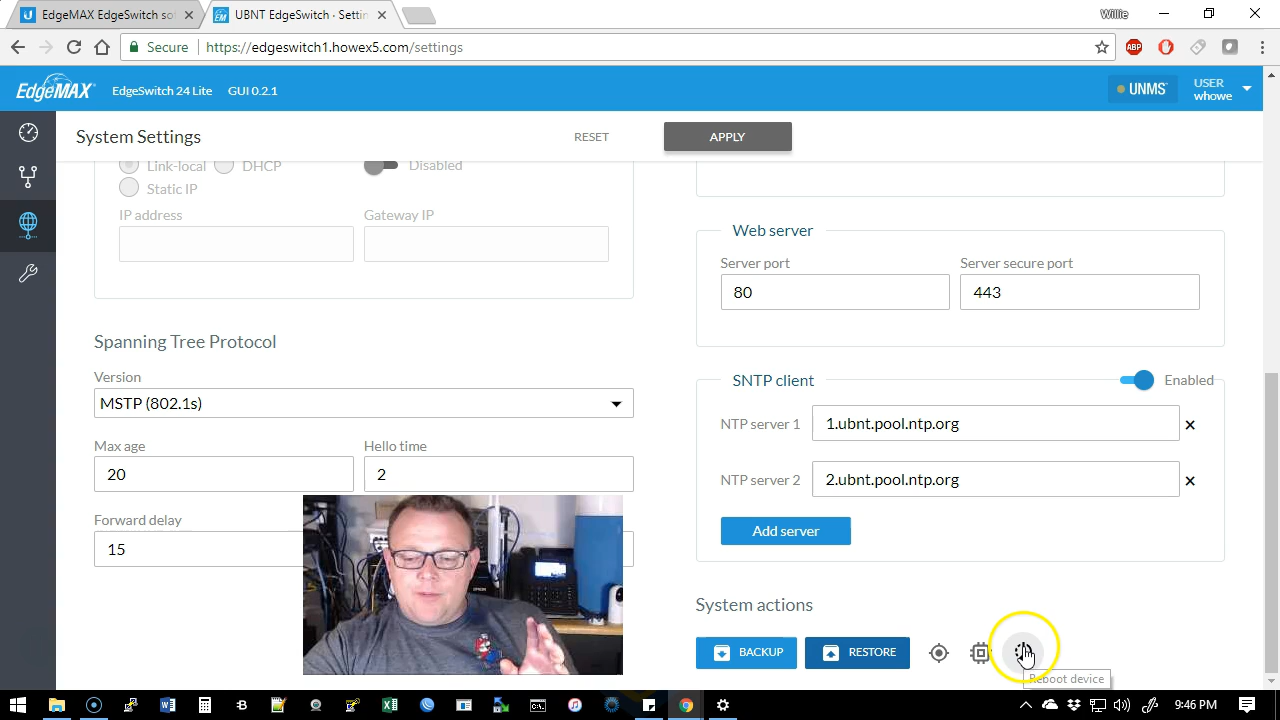 EdgeMAX EdgeSwitch sof
UBNT EdgeSwitch - Settin
Willie
Secure
https://edgeswitch1.howex5.com/settings
ABP
EdgeMAX
EdgeSwitch 24 Lite
GUI 0.2.1
UNMS
USER
whowe
System Settings
RESET
APPLY
Link-local
DHCP
Disabled
Static IP
IP address
Gateway IP
Web server
Server port
Server secure port
80
443
Spanning Tree Protocol
Version
MSTP (802.1s)
Max age
Hello time
20
2
Forward delay
15
SNTP client
Enabled
NTP server 1
1.ubnt.pool.ntp.org
NTP server 2
2.ubnt.pool.ntp.org
Add server
System actions
BACKUP
RESTORE
Reboot device
9:46 PM